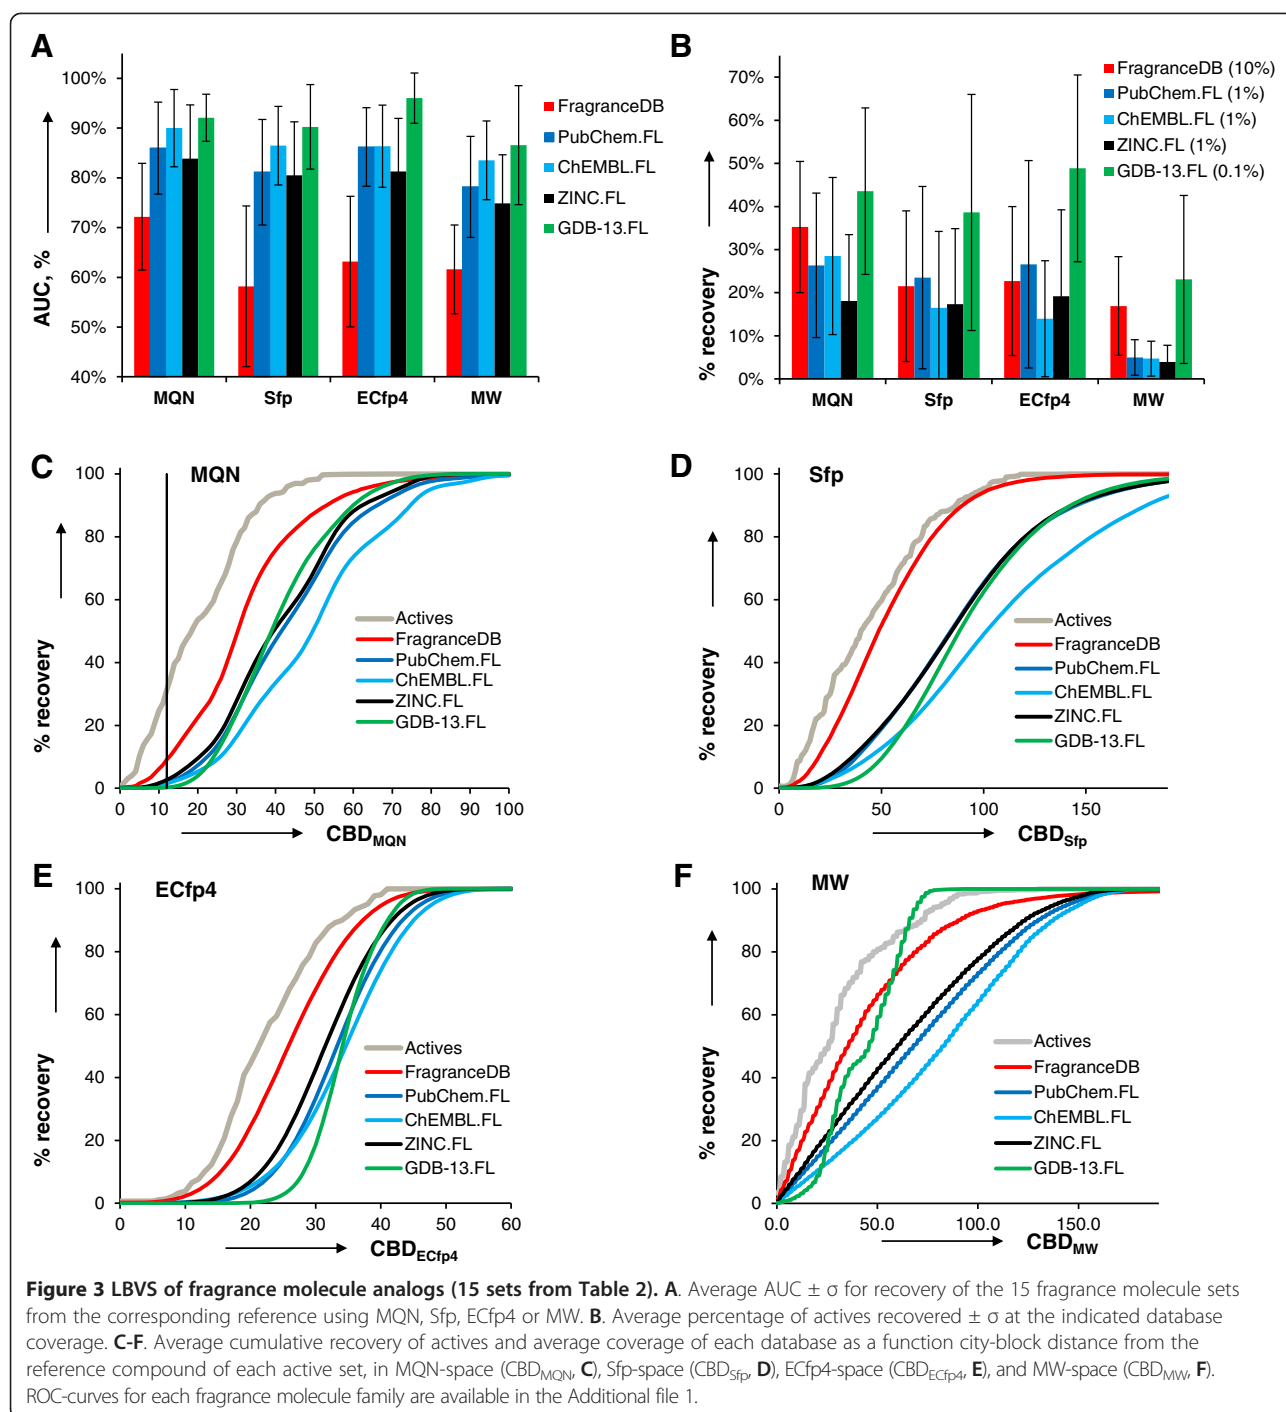 A
B
100%
90%
80%
70%
60%
50%
40%
AUC, %
MQN
Sfp
ECfp4
MW
FragranceDB
PubChem.FL
ChEMBL.FL
ZINC.FL
GDB-13.FL
70%
60%
50%
40%
30%
20%
10%
0%
% recovery
MQN
Sfp
ECfp4
MW
FragranceDB (10%)
PubChem.FL (1%)
ChEMBL.FL (1%)
ZINC.FL (1%)
GDB-13.FL (0.1%)
C
MQN
100
80
60
40
20
0
% recovery
0 10 20 30 40 50 60 70 80 90 100
CBD_MQN
Actives
FragranceDB
PubChem.FL
ChEMBL.FL
ZINC.FL
GDB-13.FL
D
Sfp
100
80
60
40
20
0
% recovery
0 50 100 150
CBD_Sfp
Actives
FragranceDB
PubChem.FL
ChEMBL.FL
ZINC.FL
GDB-13.FL
E
ECfp4
100
80
60
40
20
0
% recovery
0 10 20 30 40 50 60
CBD_ECfp4
Actives
FragranceDB
PubChem.FL
ChEMBL.FL
ZINC.FL
GDB-13.FL
F
MW
100
80
60
40
20
0
% recovery
0.0 50.0 100.0 150.0
CBD_MW
Actives
FragranceDB
PubChem.FL
ChEMBL.FL
ZINC.FL
GDB-13.FL
Figure 3 LBVS of fragrance molecule analogs (15 sets from Table 2). A. Average AUC ± σ for recovery of the 15 fragrance molecule sets
from the corresponding reference using MQN, Sfp, ECfp4 or MW. B. Average percentage of actives recovered ± σ at the indicated database
coverage. C-F. Average cumulative recovery of actives and average coverage of each database as a function city-block distance from the
reference compound of each active set, in MQN-space (CBD_MQN, C), Sfp-space (CBD_Sfp, D), ECfp4-space (CBD_ECfp4, E), and MW-space (CBD_MW, F).
ROC-curves for each fragrance molecule family are available in the Additional file 1.